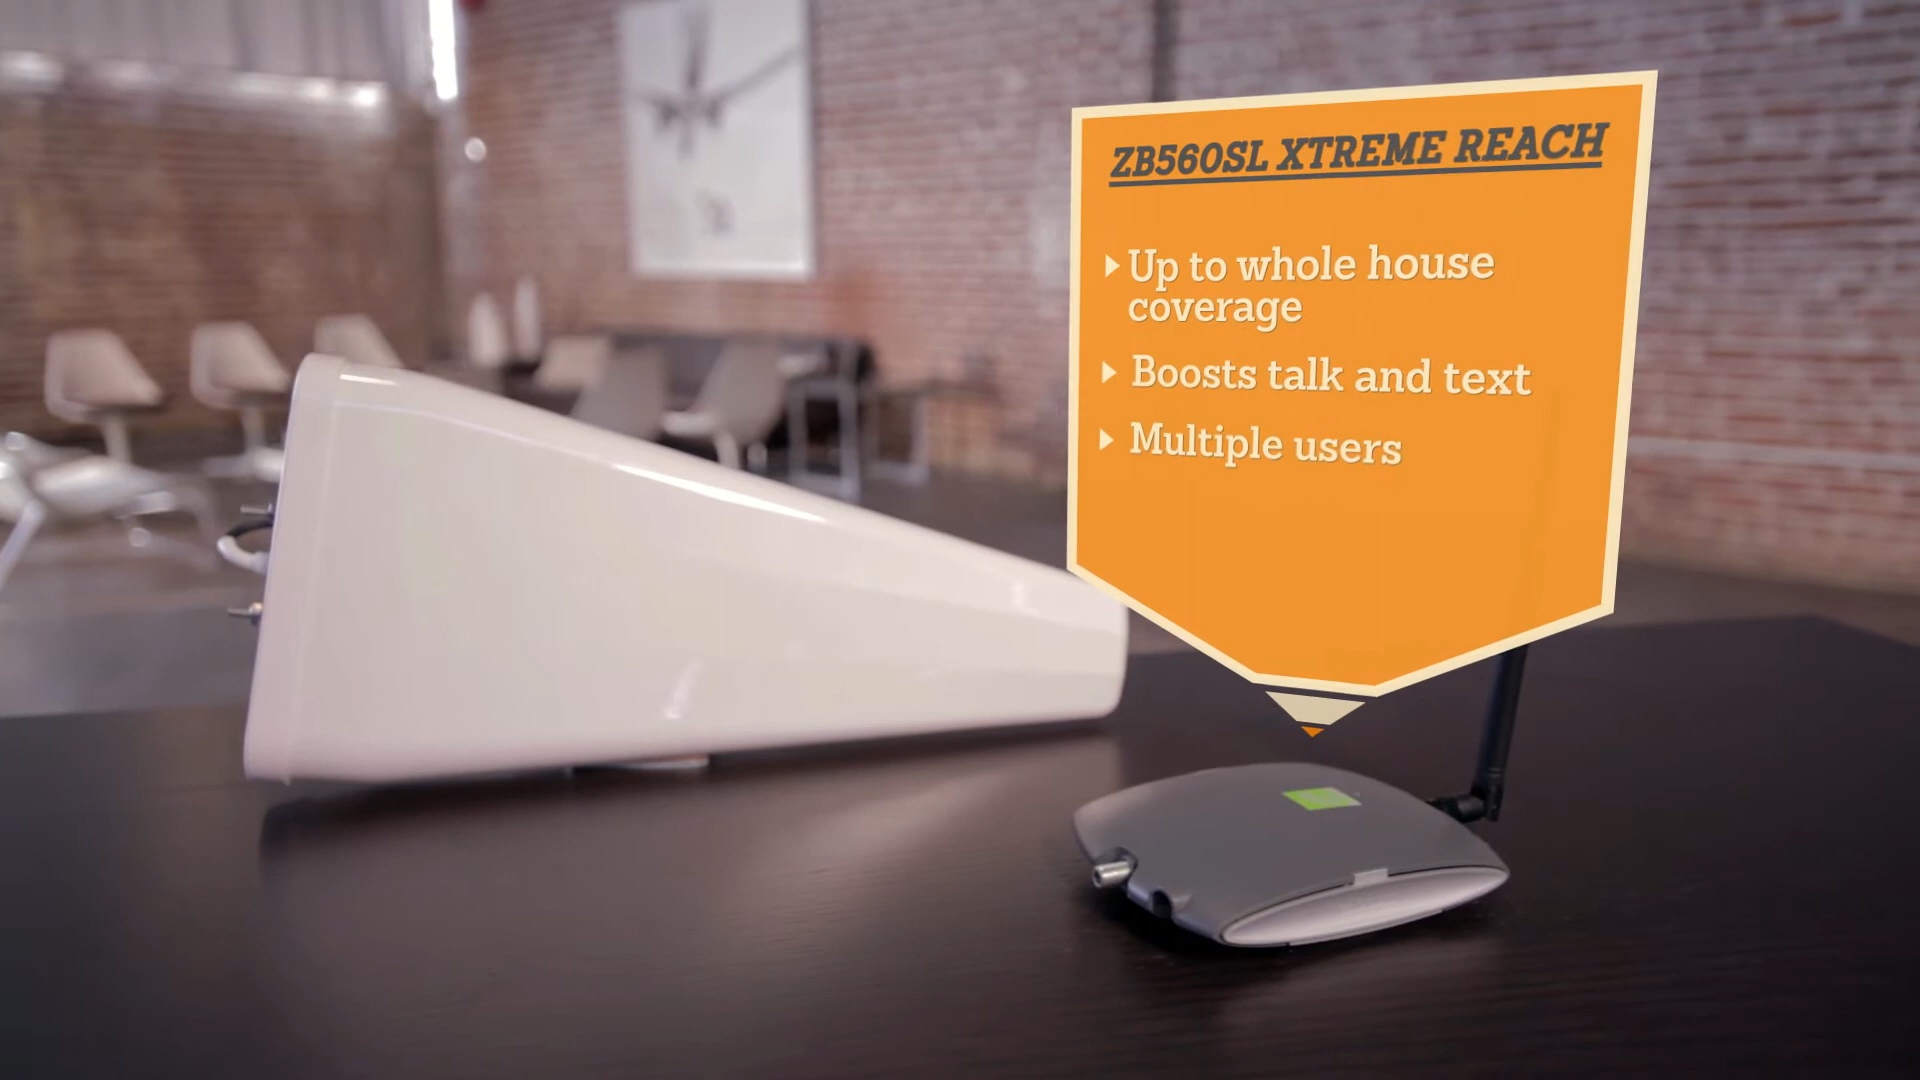 ZB560SL XTREME REACH
Up to whole house
coverage
Boosts talk and text
Multiple users